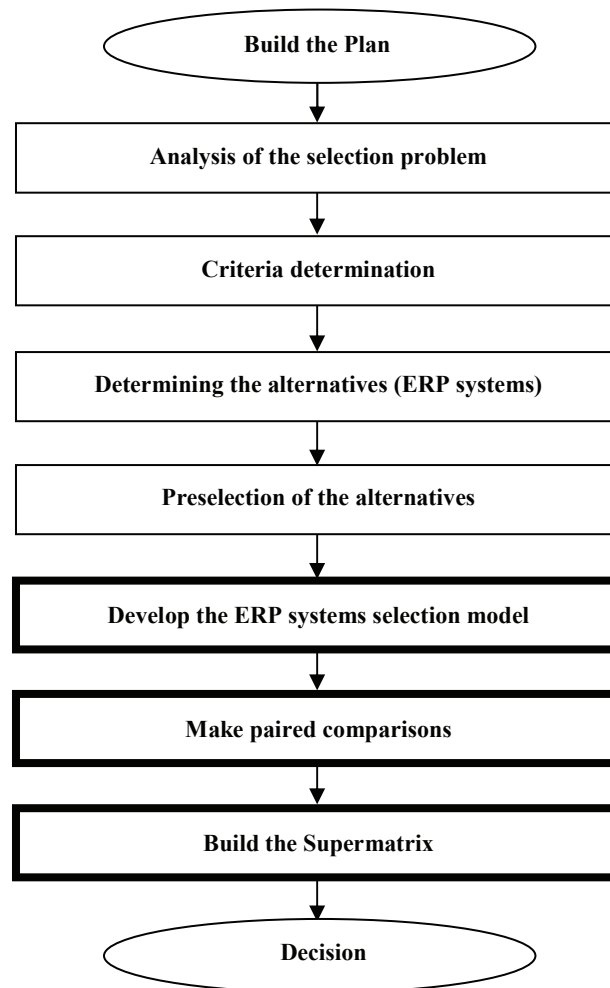 Build the Plan
Analysis of the selection problem
Criteria determination
Determining the alternatives (ERP systems)
Preselection of the alternatives
Develop the ERP systems selection model
Make paired comparisons
Build the Supermatrix
Decision